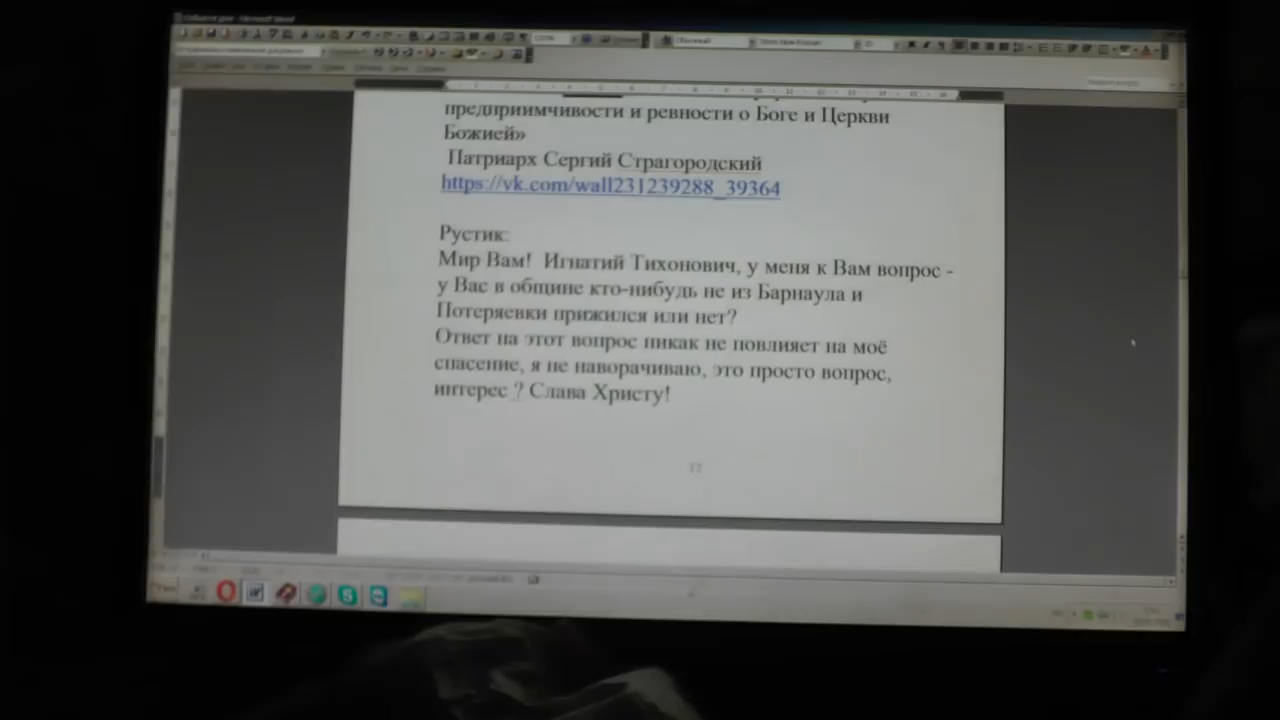 предприимчивости и ревности о Боге и Церкви
Божией»
Патриарх Сергий Страгородский
https://vk.com/wall231239288_39364
Рустик:
Мир Вам! Игнатий Тихонович, у меня к Вам вопрос -
у Вас в общине кто-нибудь не из Барнаула и
Потеряевки прижился или нет?
Ответ на этот вопрос никак не повлияет на моё
спасение, я не наворачиваю, это просто вопрос,
интерес ? Слава Христу!
12